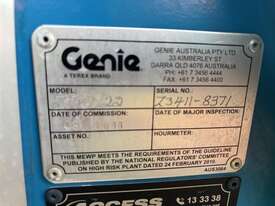 Genie
A TEREX BRAND
GENIE AUSTRALIA PTY LTD
33 KIMBERLEY ST
DARRA QLD 4076 AUSTRALIA
PH: +61 7 3456 4444
FAX: +61 7 3456
MODEL:
SERIAL NO:
Z3411-8371
DATE OF COMMISSION:
DATE OF MAJOR INSPECTION:
ASSET NO:
HOURMETER:
THIS MEWP MEETS THE REQUIREMENTS OF THE GUIDELINE
PUBLISHED BY THE NATIONAL REGULATORS' COMMITTEE
ON HIGH RISK PLANT DATED 24 FEBRUARY 2010.
AUS3064
ACCESS
13 33 38